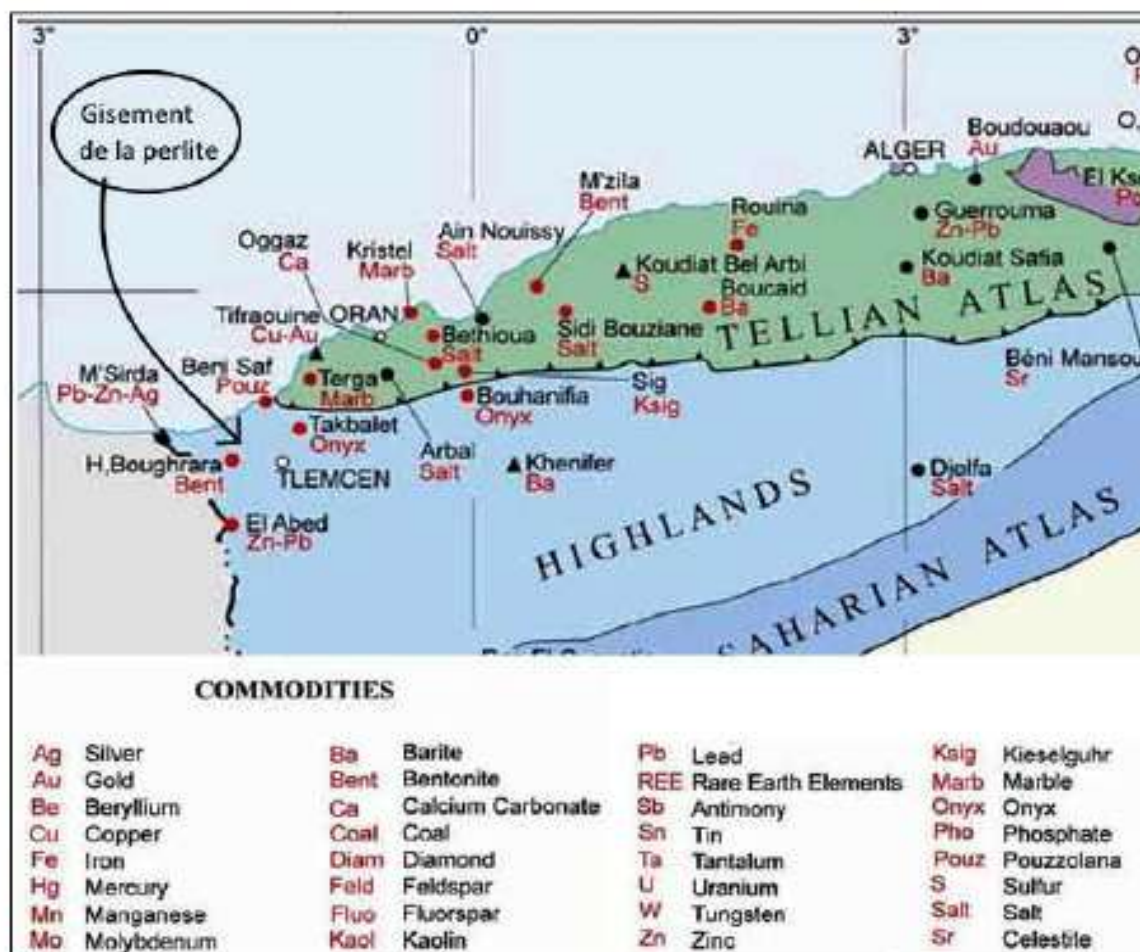 3°
0°
3°
Gisement
de la perlite
Boudouaou
Au
ALGER
El Ks
M'zila
Bent
Rouina
Fe
Guerrouma
Zn-Pb
Oggaz
Ca
Kristel
Marb
Ain Nouissy
Salt
Koudiat Bel Arbi
S
Koudiat Safia
Ba
Boucaid
Ba
Tifraouine
Cu-Au
ORAN
Bethioua
Salt
Sidi Bouziane
Salt
TELLIAN ATLAS
M'Sirda
Pb-Zn-Ag
Beni Saf
Pouz
Terga
Marb
Bouhanifia
Onyx
Sig
Ksig
Béni Mansou
Sr
Takbalet
Onyx
Arbal
Salt
H,Boughrara
Bent
TLEMCEN
Khenifer
Ba
Djelfa
Salt
El Abed
Zn-Pb
HIGHLANDS
SAHARIAN ATLAS
COMMODITIES
Ag Silver
Au Gold
Be Beryllium
Cu Copper
Fe Iron
Hg Mercury
Mn Manganese
Mo Molybdenum
Ba Barite
Bent Bentonite
Ca Calcium Carbonate
Coal Coal
Diam Diamond
Feld Feldspar
Fluo Fluorspar
Kaol Kaolin
Pb Lead
REE Rare Earth Elements
Sb Antimony
Sn Tin
Ta Tantalum
U Uranium
W Tungsten
Zn Zinc
Ksig Kieselguhr
Marb Marble
Onyx Onyx
Pho Phosphate
Pouz Pouzzolana
S Sulfur
Salt Salt
Sr Celestile